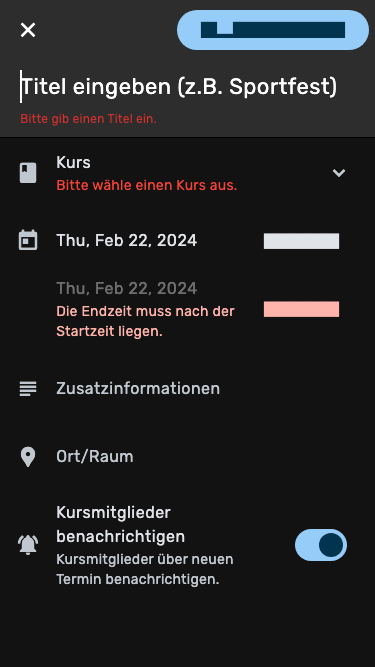 Titel eingeben (z.B. Sportfest)
Bitte gib einen Titel ein.
Kurs
Bitte wähle einen Kurs aus.
Thu, Feb 22, 2024
Thu, Feb 22, 2024
Die Endzeit muss nach der
Startzeit liegen.
Zusatzinformationen
Ort/Raum
Kursmitglieder
benachrichtigen
Kursmitglieder über neuen
Termin benachrichtigen.